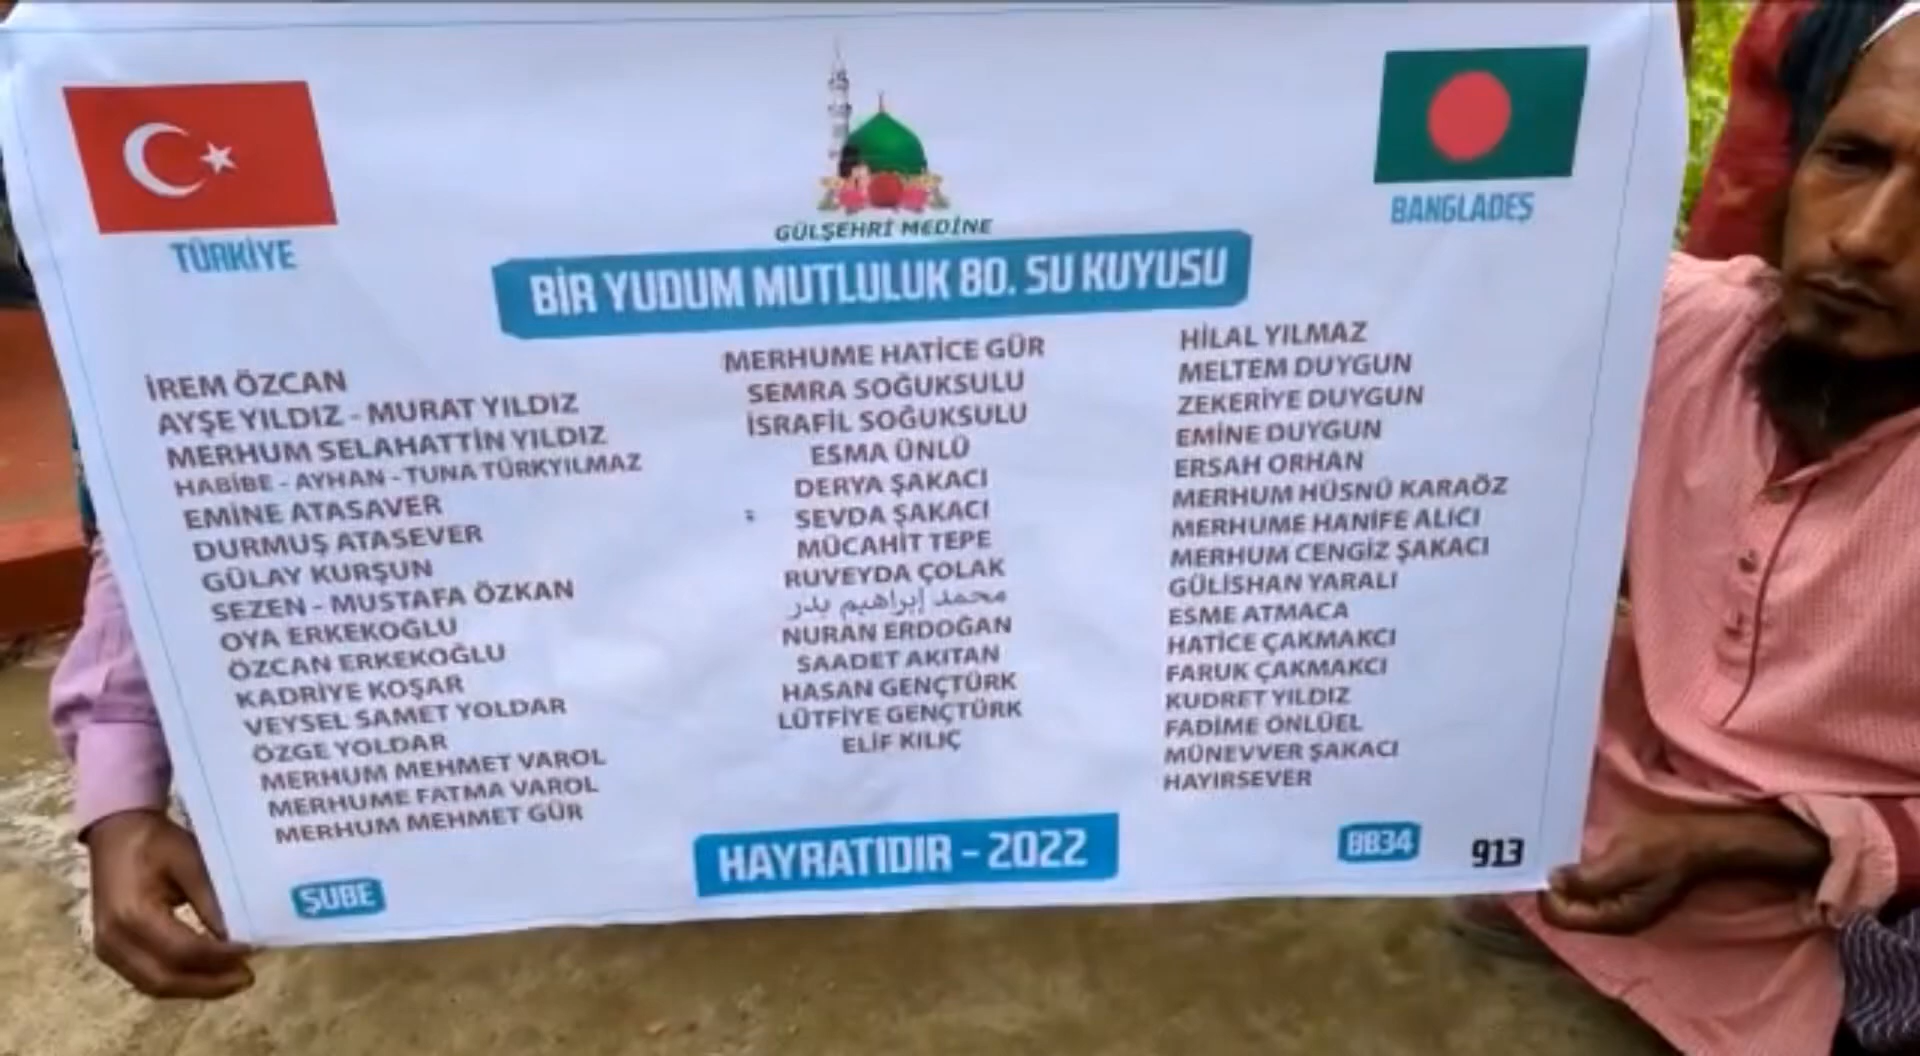 TÜRKİYE
GÜLŞEHRİ MEDİNE
BANGLADEŞ
BİR YUDUM MUTLULUK 80. SU KUYUSU
İREM ÖZCAN
AYŞE YILDIZ - MURAT YILDIZ
MERHUM SELAHATTİN YILDIZ
HABİBE - AYHAN - TUNA TÜRKYILMAZ
EMİNE ATASAVER
DURMUŞ ATASEVER
GÜLAY KURŞUN
SEZEN - MUSTAFA ÖZKAN
OYA ERKEKOĞLU
ÖZCAN ERKEKOĞLU
KADRİYE KOŞAR
VEYSEL SAMET YOLDAR
ÖZGE YOLDAR
MERHUM MEHMET VAROL
MERHUME FATMA VAROL
MERHUM MEHMET GÜR
MERHUME HATİCE GÜR
SEMRA SOĞUKSULU
İSRAFİL SOĞUKSULU
ESMA ÜNLÜ
DERYA ŞAKACI
SEVDA ŞAKACI
MÜCAHİT TEPE
RUVEYDA ÇOLAK
محمد إبراهيم بدر
NURAN ERDOĞAN
SAADET AKITAN
HASAN GENÇTÜRK
LÜTFİYE GENÇTÜRK
ELİF KILIÇ
HİLAL YILMAZ
MELTEM DUYGUN
ZEKERİYE DUYGUN
EMİNE DUYGUN
ERSAH ORHAN
MERHUM HÜSNÜ KARAÖZ
MERHUME HANİFE ALICI
MERHUM CENGİZ ŞAKACI
GÜLİSHAN YARALI
ESME ATMACA
HATİCE ÇAKMAKCI
FARUK ÇAKMAKCI
KUDRET YILDIZ
FADİME ÖNLÜEL
MÜNEVVER ŞAKACI
HAYIRSEVER
ŞUBE
HAYRATIDIR - 2022
BB34
913